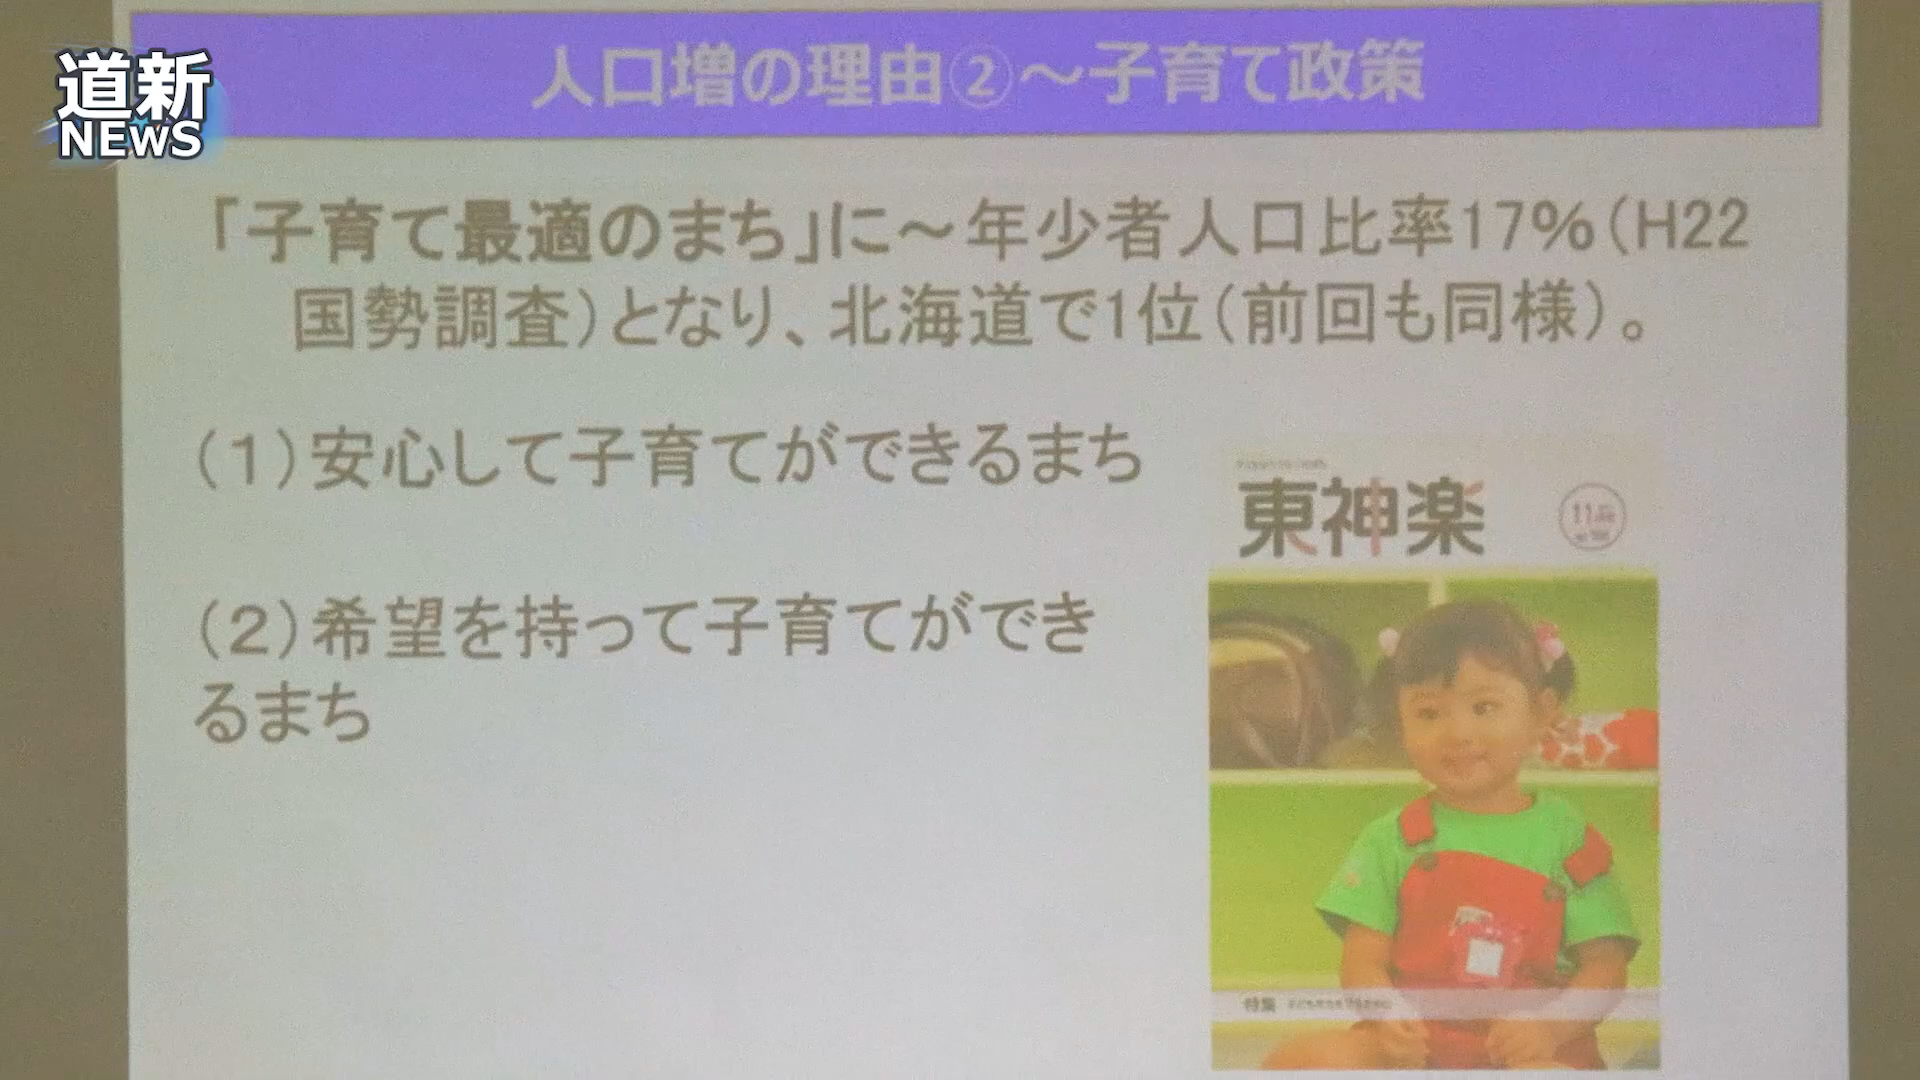 道新
NEWS
人口増の理由②～子育て政策
「子育て最適のまち」に～年少者人口比率17％（H22
国勢調査）となり、北海道で1位（前回も同様）。
（１）安心して子育てができるまち
（２）希望を持って子育てができ
るまち
東神楽
11
特集